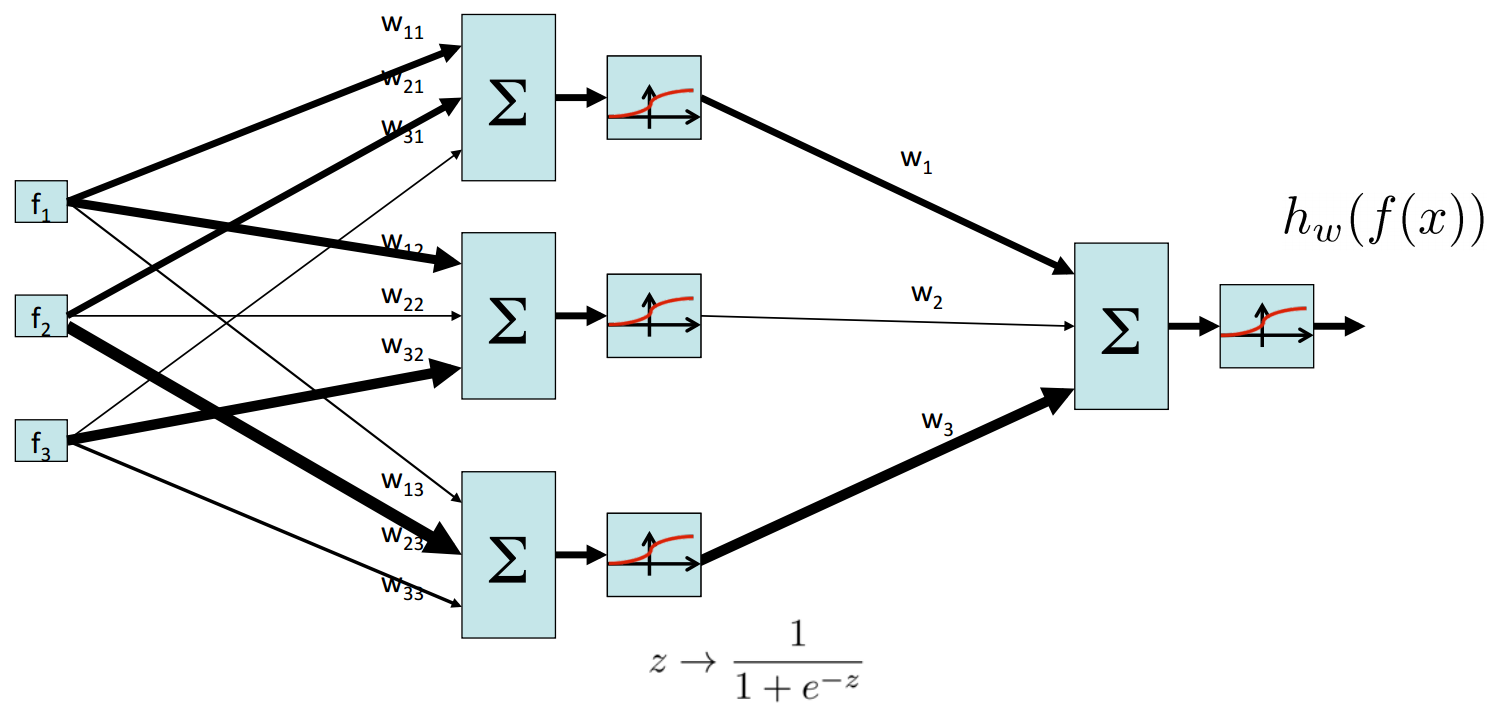 w₁₁
w₂₁
w₃₁
Σ
w₁
f₁
h_w(f(x))
w₁₂
f₂
w₂₂
Σ
w₂
Σ
w₃₂
f₃
w₃
w₁₃
w₂₃
Σ
w₃₃
z → 1 / (1 + e^{-z})